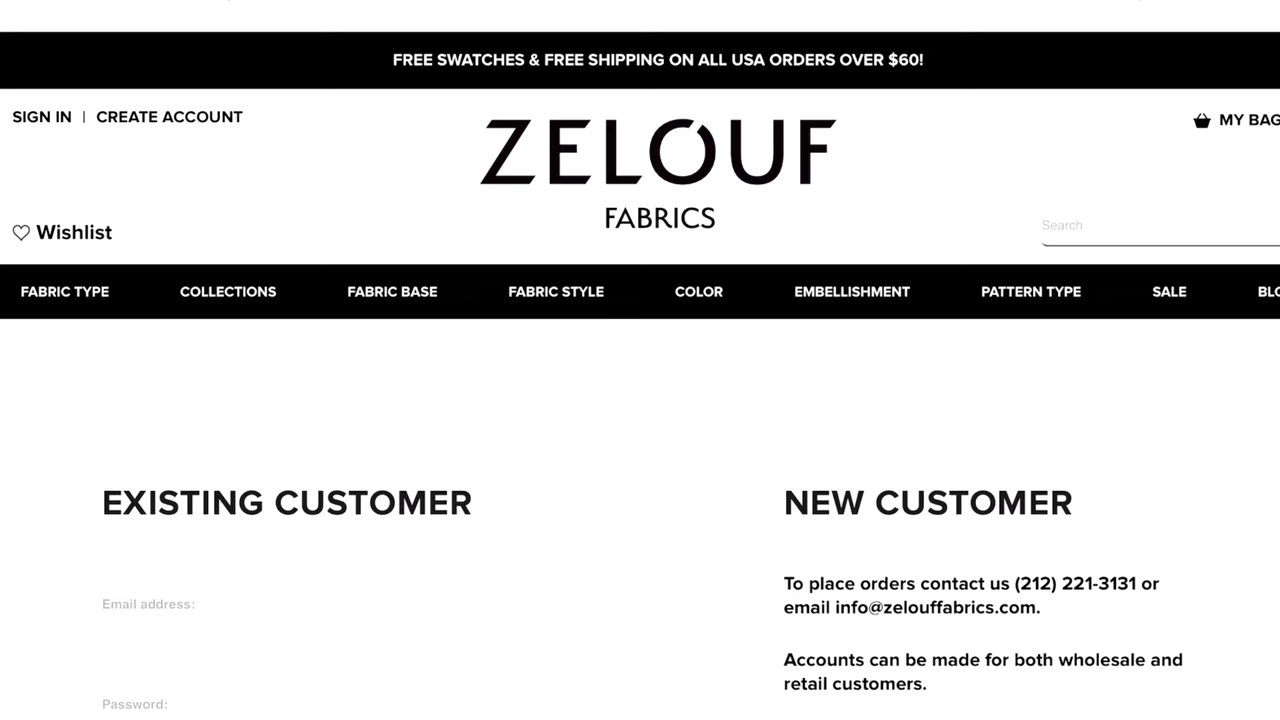 FREE SWATCHES & FREE SHIPPING ON ALL USA ORDERS OVER $60!
SIGN IN | CREATE ACCOUNT
MY BAG
ZELOUF
FABRICS
Wishlist
Search
FABRIC TYPE COLLECTIONS FABRIC BASE FABRIC STYLE COLOR EMBELLISHMENT PATTERN TYPE SALE
EXISTING CUSTOMER
Email address:
Password:
NEW CUSTOMER
To place orders contact us (212) 221-3131 or
email info@zelouffabrics.com.
Accounts can be made for both wholesale and
retail customers.